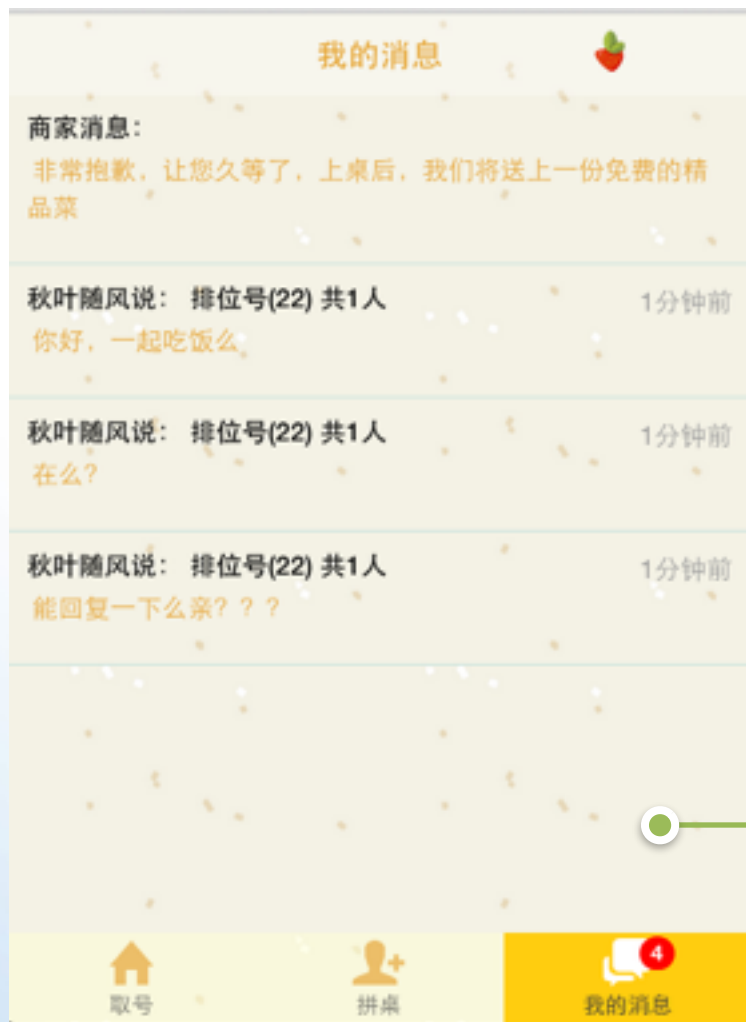 我的消息
商家消息：
非常抱歉，让您久等了，上桌后，我们将送上一份免费的精
品菜
秋叶随风说： 排位号(22) 共1人 1分钟前
你好，一起吃饭么
秋叶随风说： 排位号(22) 共1人 1分钟前
在么？
秋叶随风说： 排位号(22) 共1人 1分钟前
能回复一下么亲？？？
4
取号 拼桌 我的消息